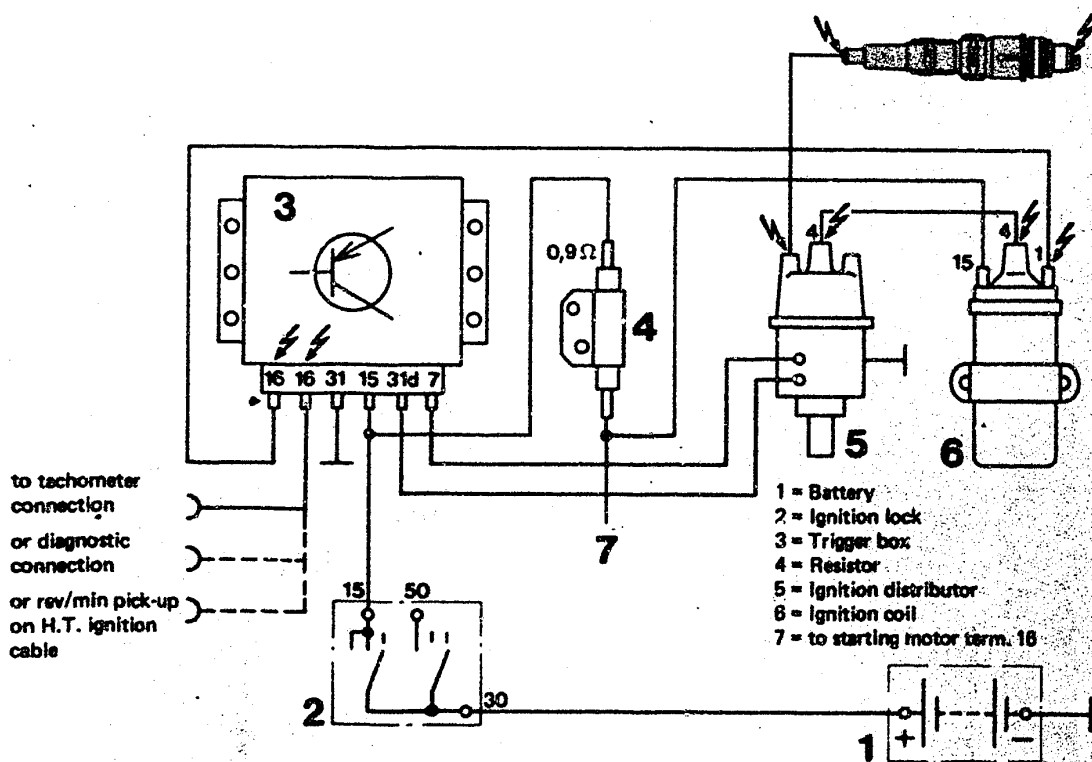 3
0,9 Ω
4
4
4
1
15
16 16 31 15 31d 7
4
5
6
to tachometer
connection
or diagnostic
connection
or rev/min pick-up
on H.T. ignition
cable
7
1 = Battery
2 = Ignition lock
3 = Trigger box
4 = Resistor
5 = Ignition distributor
6 = Ignition coil
7 = to starting motor term. 16
15 50
2
30
1
+ −